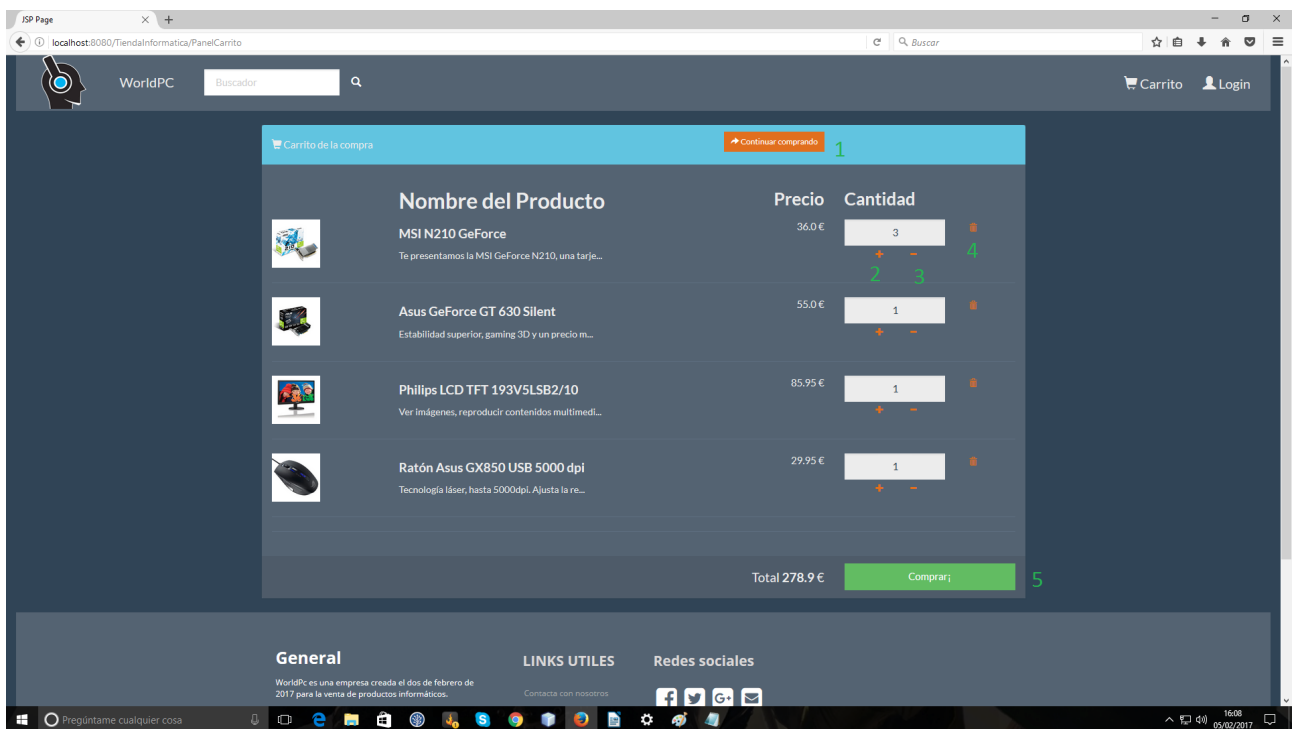 JSP Page
localhost:8080/TiendaInformatica/PanelCarrito
Buscar
WorldPC
Buscador
Carrito
Login
Carrito de la compra
Continuar comprando
1
Nombre del Producto
Precio
Cantidad
MSI N210 GeForce
36.0 €
3
Te presentamos la MSI GeForce N210, una tarje...
2
3
4
Asus GeForce GT 630 Silent
55.0 €
1
Estabilidad superior, gaming 3D y un precio m...
Philips LCD TFT 193V5LSB2/10
85.95 €
1
Ver imágenes, reproducir contenidos multimedi...
Ratón Asus GX850 USB 5000 dpi
29.95 €
1
Tecnología láser, hasta 5000dpi. Ajusta la re...
Total 278.9 €
Comprar¡
5
General
LINKS UTILES
Redes sociales
WorldPc es una empresa creada el dos de febrero de
2017 para la venta de productos informáticos.
Contacta con nosotros
Pregúntame cualquier cosa
16:08
05/02/2017